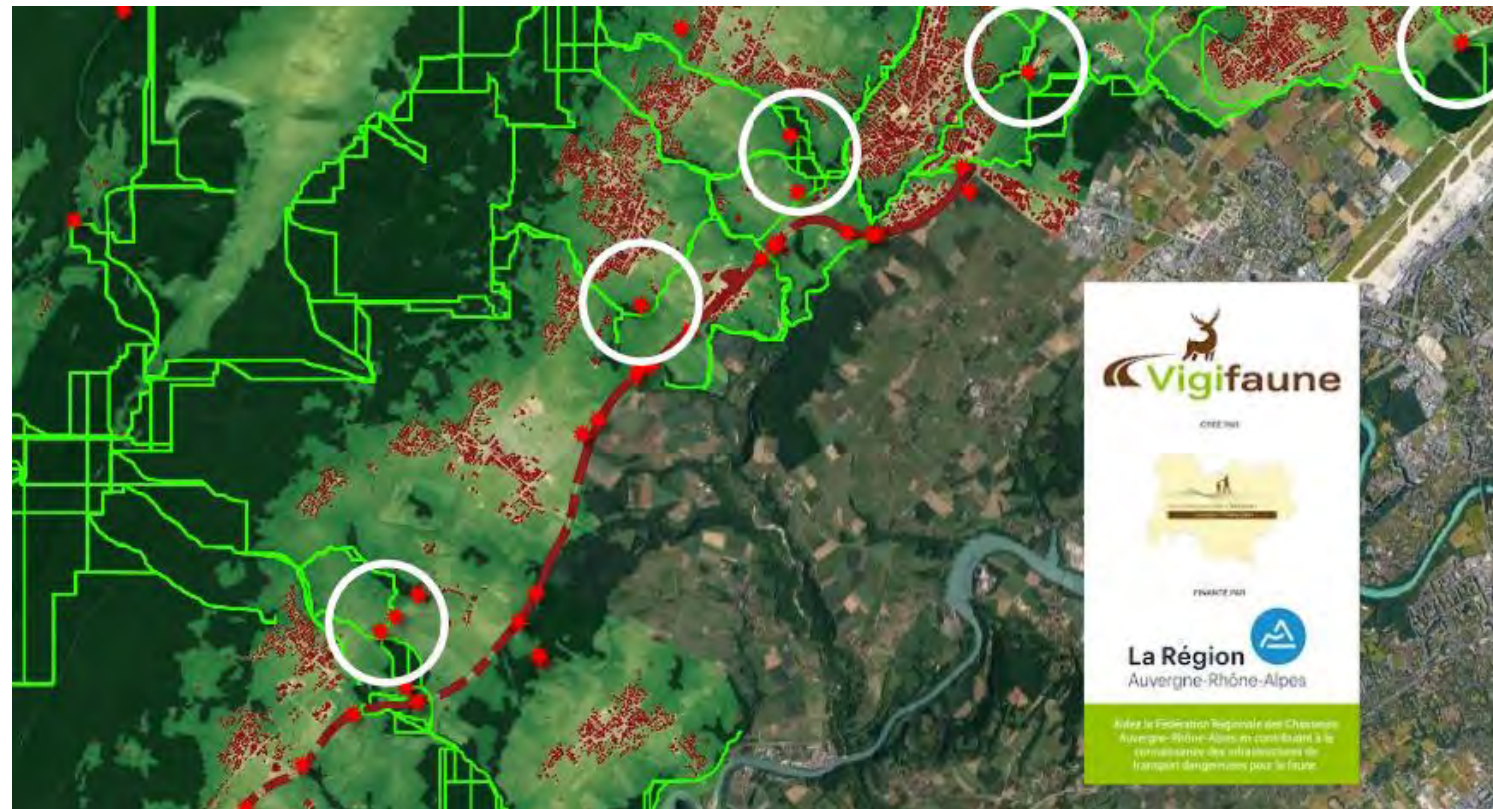 Vigifaune
CRÉÉ PAR
FINANCÉ PAR
La Région
Auvergne-Rhône-Alpes
Aidez la Fédération Régionale des Chasseurs
Auvergne-Rhône-Alpes en contribuant à la
connaissance des infrastructures de
transport dangereuses pour la faune